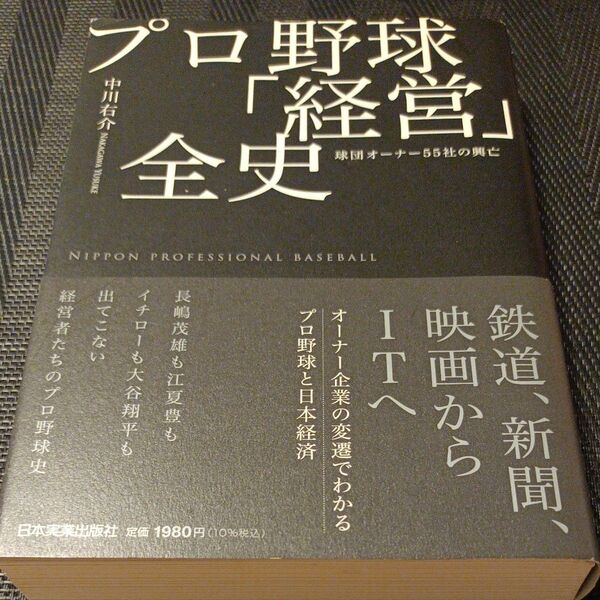 プロ野球
「経営」
全史
球団オーナー55社の興亡
中川右介
NAKAGAWA YUSUKE
NIPPON PROFESSIONAL BASEBALL
鉄道、新聞、
映画から
ITへ
オーナー企業の変遷でわかる
プロ野球と日本経済
長嶋茂雄も江夏豊も
イチローも大谷翔平も
出てこない
経営者たちのプロ野球史
日本実業出版社 定価 1980円(10%税込)